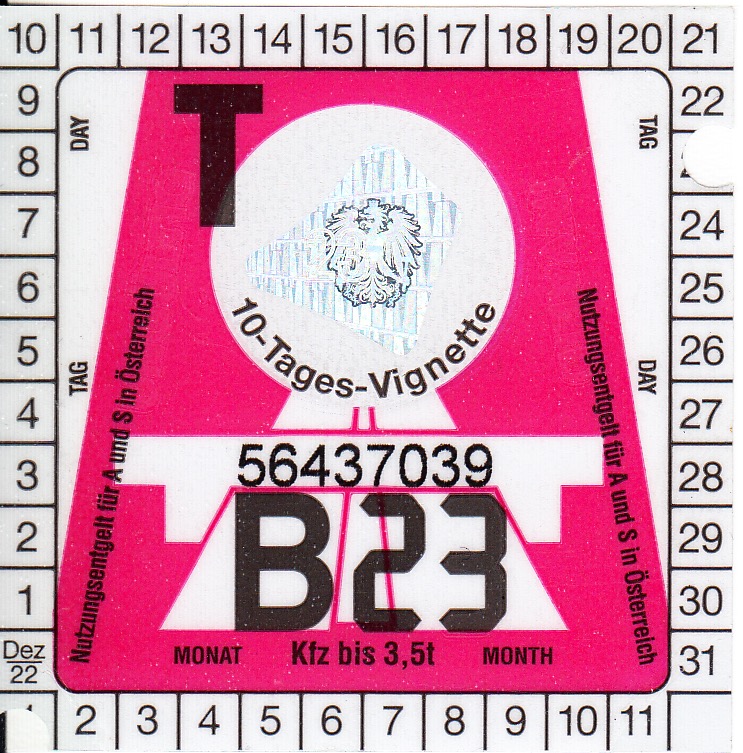 10 11 12 13 14 15 16 17 18 19 20 21
9 22
8
7 24
6 25
5 26
4 27
3 28
2 29
1 30
Dez
22
31
2 3 4 5 6 7 8 9 10 11
DAY
TAG
T
10-Tages-Vignette
TAG
DAY
Nutzungsentgelt für A und S in Österreich
Nutzungsentgelt für A und S in Österreich
56437039
B23
MONAT Kfz bis 3,5t MONTH